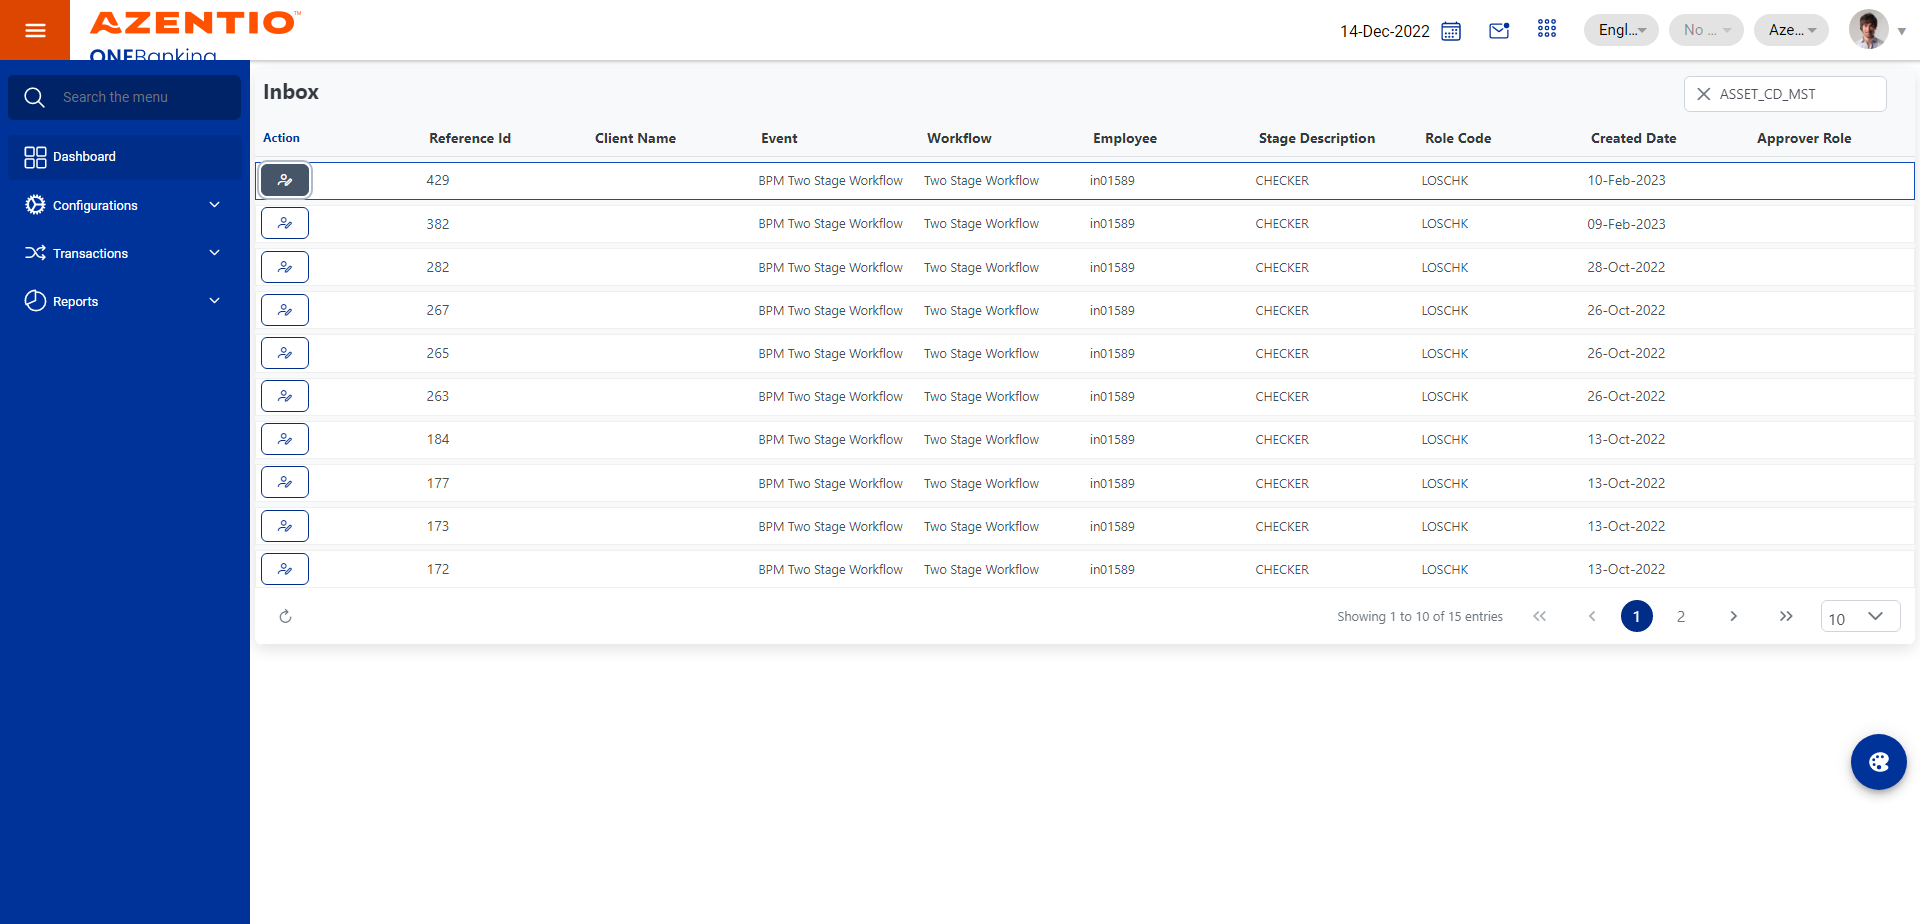 AZENTIO™
ONEBanking
14-Dec-2022
Engl...
No ...
Aze...
Search the menu
Dashboard
Configurations
Transactions
Reports
Inbox
ASSET_CD_MST
Action Reference Id Client Name Event Workflow Employee Stage Description Role Code Created Date Approver Role
429 BPM Two Stage Workflow Two Stage Workflow in01589 CHECKER LOSCHK 10-Feb-2023
382 BPM Two Stage Workflow Two Stage Workflow in01589 CHECKER LOSCHK 09-Feb-2023
282 BPM Two Stage Workflow Two Stage Workflow in01589 CHECKER LOSCHK 28-Oct-2022
267 BPM Two Stage Workflow Two Stage Workflow in01589 CHECKER LOSCHK 26-Oct-2022
265 BPM Two Stage Workflow Two Stage Workflow in01589 CHECKER LOSCHK 26-Oct-2022
263 BPM Two Stage Workflow Two Stage Workflow in01589 CHECKER LOSCHK 26-Oct-2022
184 BPM Two Stage Workflow Two Stage Workflow in01589 CHECKER LOSCHK 13-Oct-2022
177 BPM Two Stage Workflow Two Stage Workflow in01589 CHECKER LOSCHK 13-Oct-2022
173 BPM Two Stage Workflow Two Stage Workflow in01589 CHECKER LOSCHK 13-Oct-2022
172 BPM Two Stage Workflow Two Stage Workflow in01589 CHECKER LOSCHK 13-Oct-2022
Showing 1 to 10 of 15 entries 1 2 10